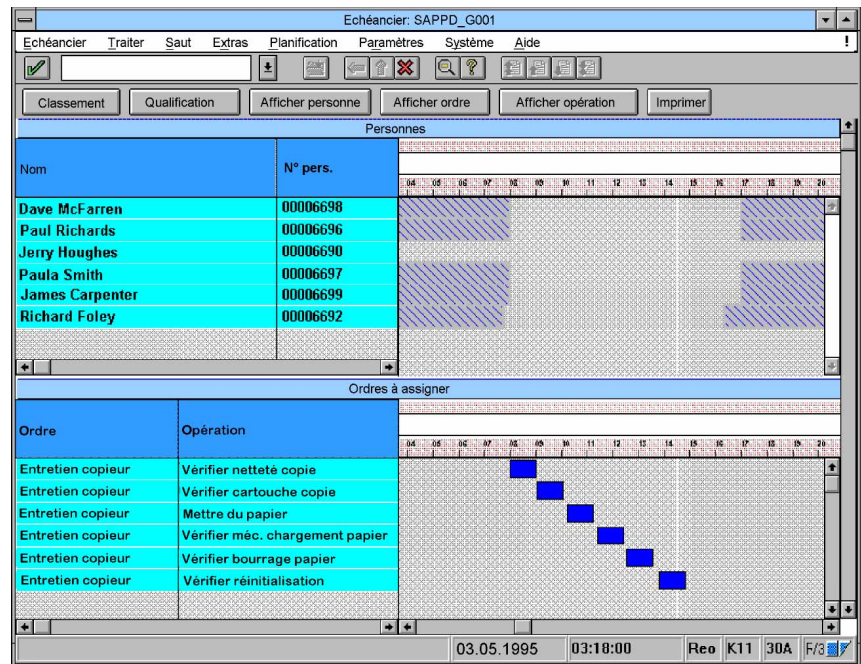 Echéancier: SAPPD_G001
Echéancier Traiter Saut Extras Planification Paramètres Système Aide !
Classement Qualification Afficher personne Afficher ordre Afficher opération Imprimer
Personnes
Nom N° pers.
04 05 06 07 08 09 10 11 12 13 14 15 16 17 18 19 20
Dave McFarren 00006698
Paul Richards 00006696
Jerry Houghes 00006690
Paula Smith 00006697
James Carpenter 00006699
Richard Foley 00006692
Ordres à assigner
Ordre Opération
04 05 06 07 08 09 10 11 12 13 14 15 16 17 18 19 20
Entretien copieur Vérifier netteté copie
Entretien copieur Vérifier cartouche copie
Entretien copieur Mettre du papier
Entretien copieur Vérifier méc. chargement papier
Entretien copieur Vérifier bourrage papier
Entretien copieur Vérifier réinitialisation
03.05.1995 03:18:00 Reo K11 30A F/3